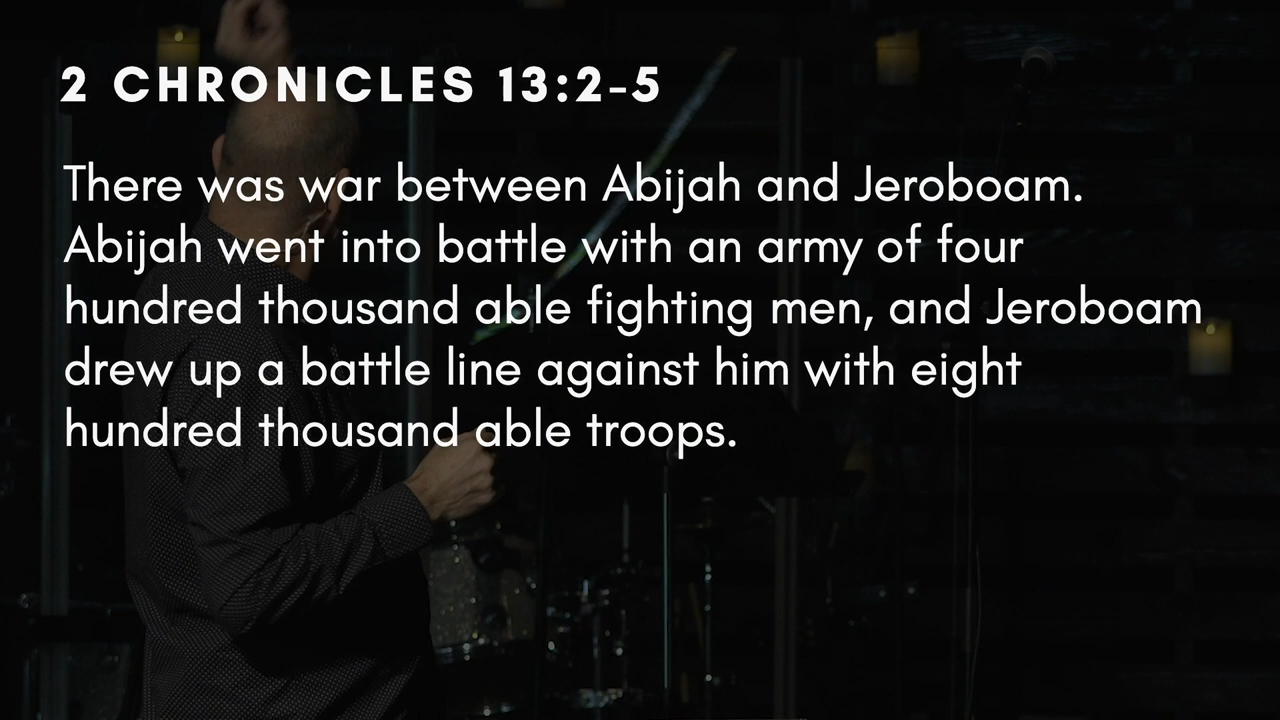 2 CHRONICLES 13:2-5
There was war between Abijah and Jeroboam.
Abijah went into battle with an army of four
hundred thousand able fighting men, and Jeroboam
drew up a battle line against him with eight
hundred thousand able troops.